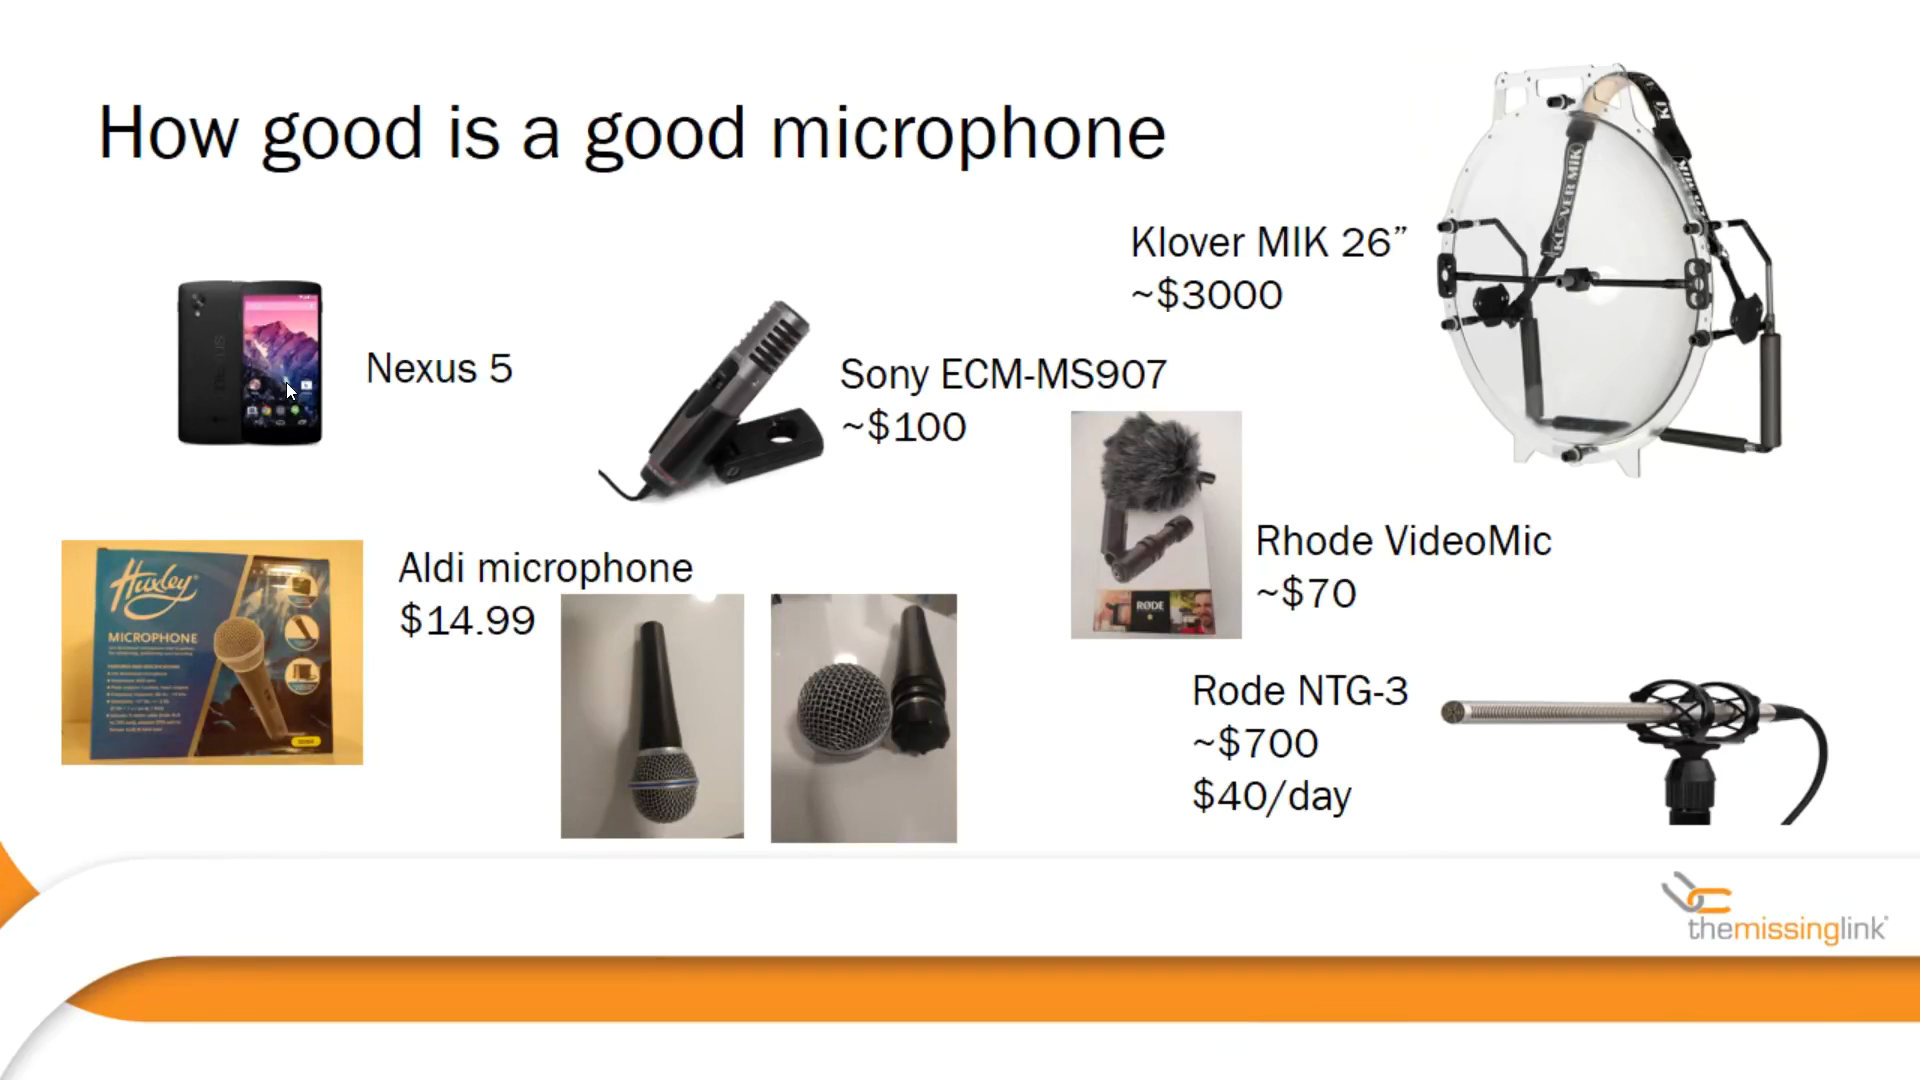 How good is a good microphone
Klover MIK 26”
~$3000
KLOVER MiK
Nexus 5
Sony ECM-MS907
~$100
Rhode VideoMic
~$70
RØDE
Aldi microphone
$14.99
Huxley
MICROPHONE
Rode NTG-3
~$700
$40/day
themissinglink